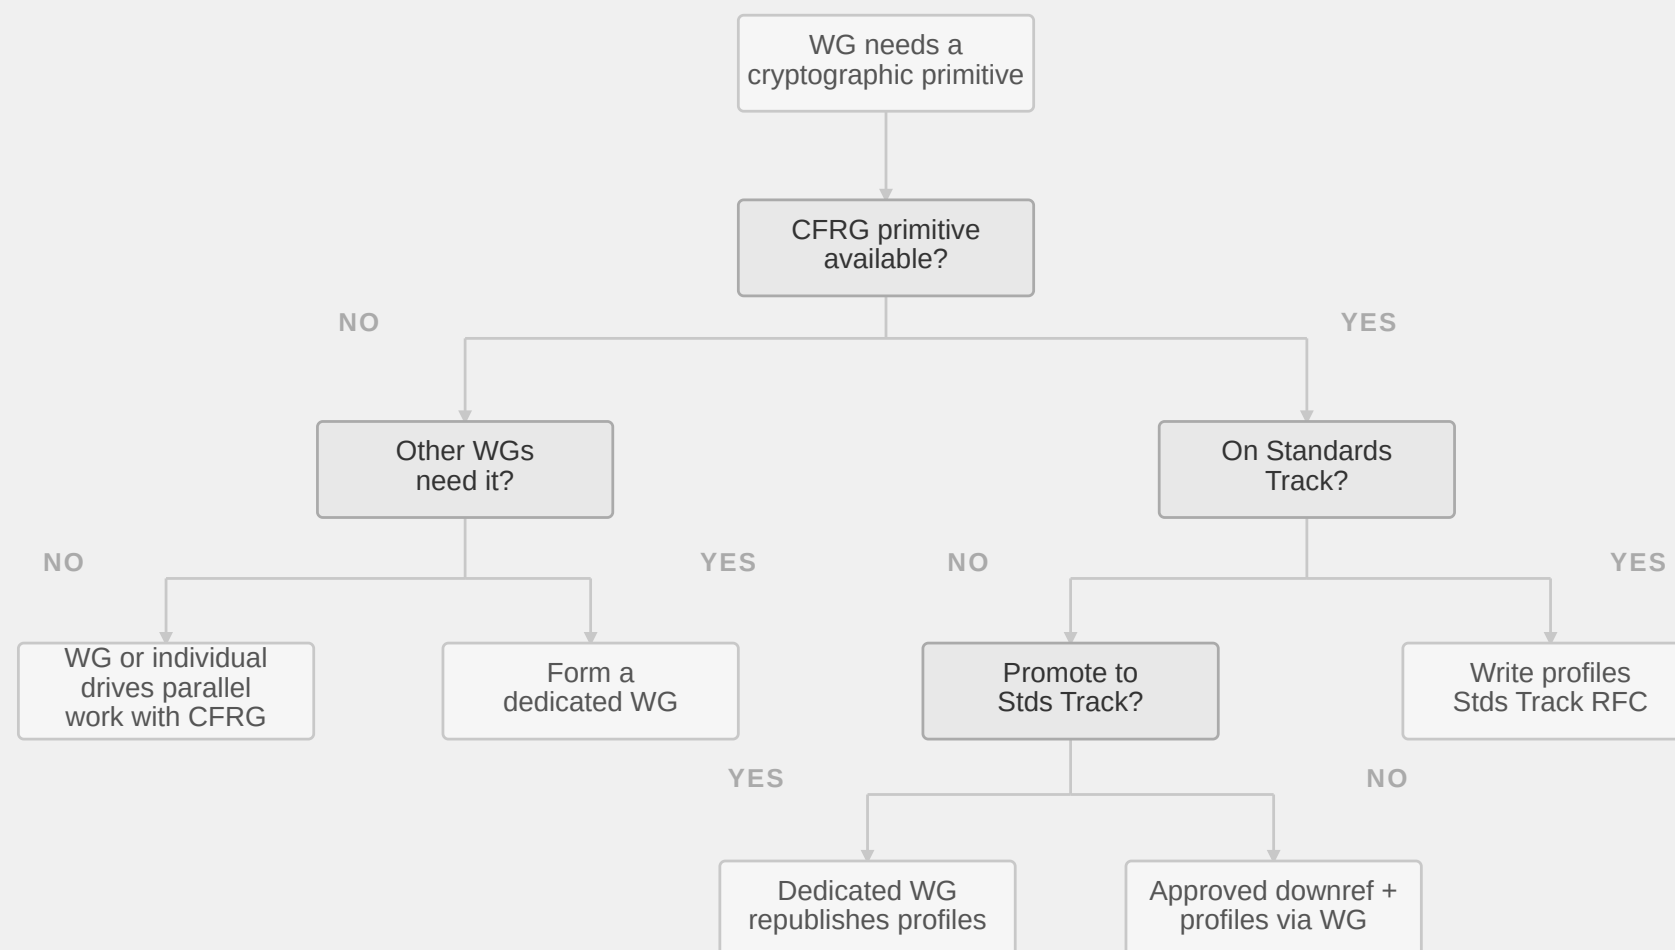 WG needs a
cryptographic primitive
CFRG primitive
available?
NO
YES
Other WGs
need it?
On Standards
Track?
NO
YES
NO
YES
WG or individual
drives parallel
work with CFRG
Form a
dedicated WG
Promote to
Stds Track?
Write profiles
Stds Track RFC
YES
NO
Dedicated WG
republishes profiles
Approved downref +
profiles via WG